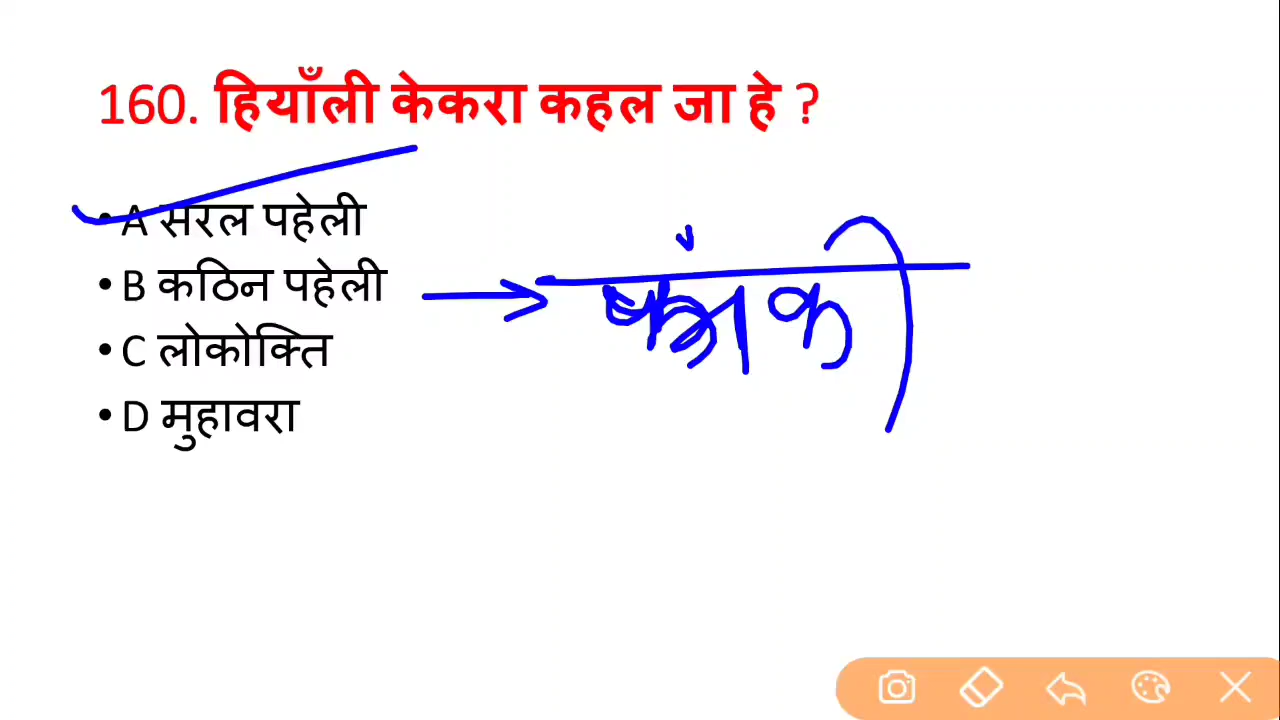 160. हियाँली केकरा कहल जा हे ?
• A सरल पहेली
• B कठिन पहेली
• C लोकोक्ति
• D मुहावरा